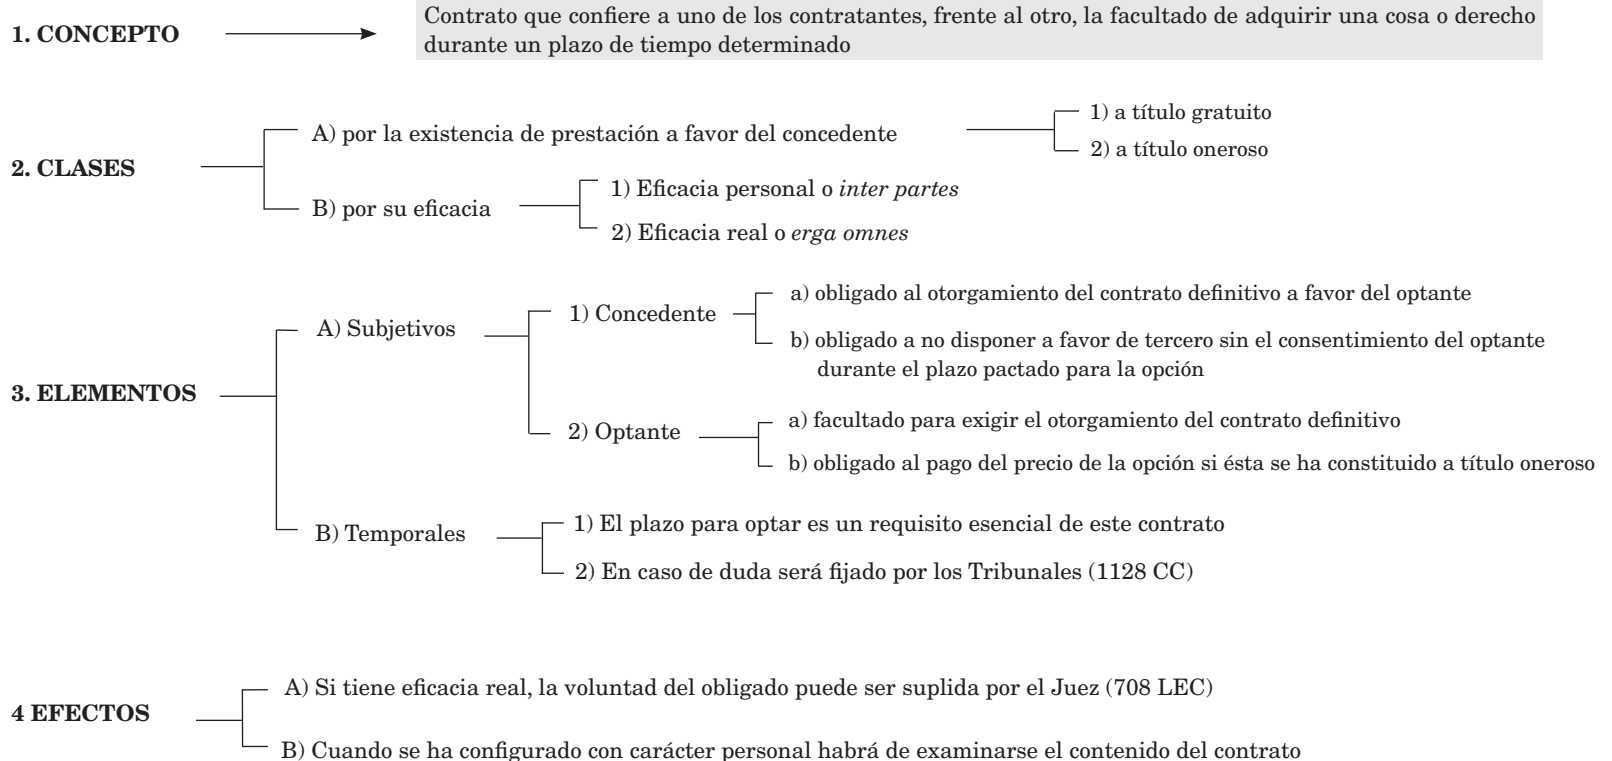 1. CONCEPTO
Contrato que confiere a uno de los contratantes, frente al otro, la facultado de adquirir una cosa o derecho
durante un plazo de tiempo determinado
2. CLASES
A) por la existencia de prestación a favor del concedente
1) a título gratuito
2) a título oneroso
B) por su eficacia
1) Eficacia personal o inter partes
2) Eficacia real o erga omnes
3. ELEMENTOS
A) Subjetivos
1) Concedente
a) obligado al otorgamiento del contrato definitivo a favor del optante
b) obligado a no disponer a favor de tercero sin el consentimiento del optante
durante el plazo pactado para la opción
2) Optante
a) facultado para exigir el otorgamiento del contrato definitivo
b) obligado al pago del precio de la opción si ésta se ha constituido a título oneroso
B) Temporales
1) El plazo para optar es un requisito esencial de este contrato
2) En caso de duda será fijado por los Tribunales (1128 CC)
4 EFECTOS
A) Si tiene eficacia real, la voluntad del obligado puede ser suplida por el Juez (708 LEC)
B) Cuando se ha configurado con carácter personal habrá de examinarse el contenido del contrato